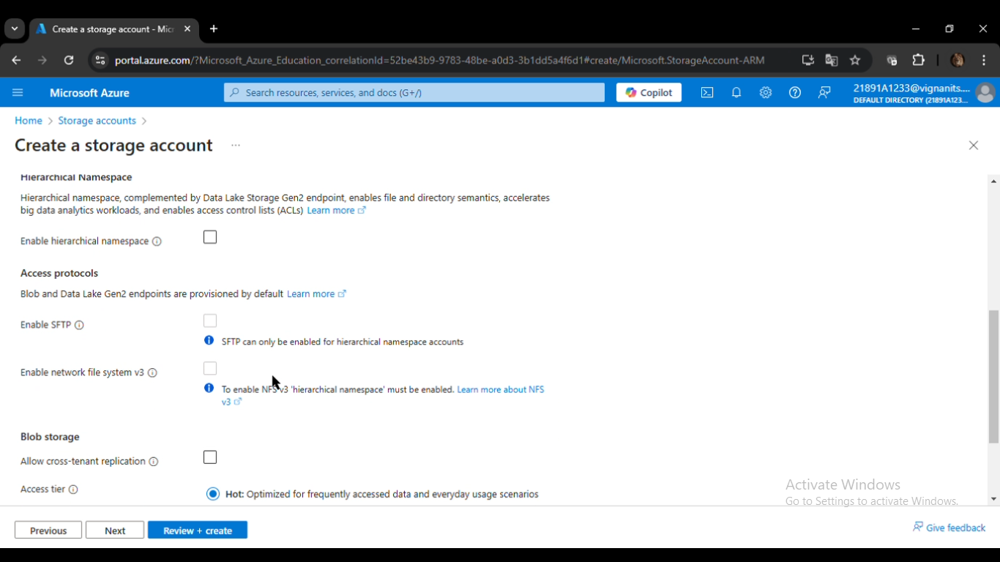 Create a storage account - Mic
portal.azure.com/?Microsoft_Azure_Education_correlationId=52be43b9-9783-48be-a0d3-3b1dd5a4f6d1#create/Microsoft.StorageAccount-ARM
Microsoft Azure
Search resources, services, and docs (G+/)
Copilot
21891A1233@vignanits....
DEFAULT DIRECTORY (21891A123...
Home > Storage accounts >
Create a storage account ...
Hierarchical Namespace
Hierarchical namespace, complemented by Data Lake Storage Gen2 endpoint, enables file and directory semantics, accelerates
big data analytics workloads, and enables access control lists (ACLs) Learn more
Enable hierarchical namespace
Access protocols
Blob and Data Lake Gen2 endpoints are provisioned by default Learn more
Enable SFTP
SFTP can only be enabled for hierarchical namespace accounts
Enable network file system v3
To enable NFS v3 'hierarchical namespace' must be enabled. Learn more about NFS
v3
Blob storage
Allow cross-tenant replication
Access tier
Hot: Optimized for frequently accessed data and everyday usage scenarios
Activate Windows
Go to Settings to activate Windows.
Previous
Next
Review + create
Give feedback